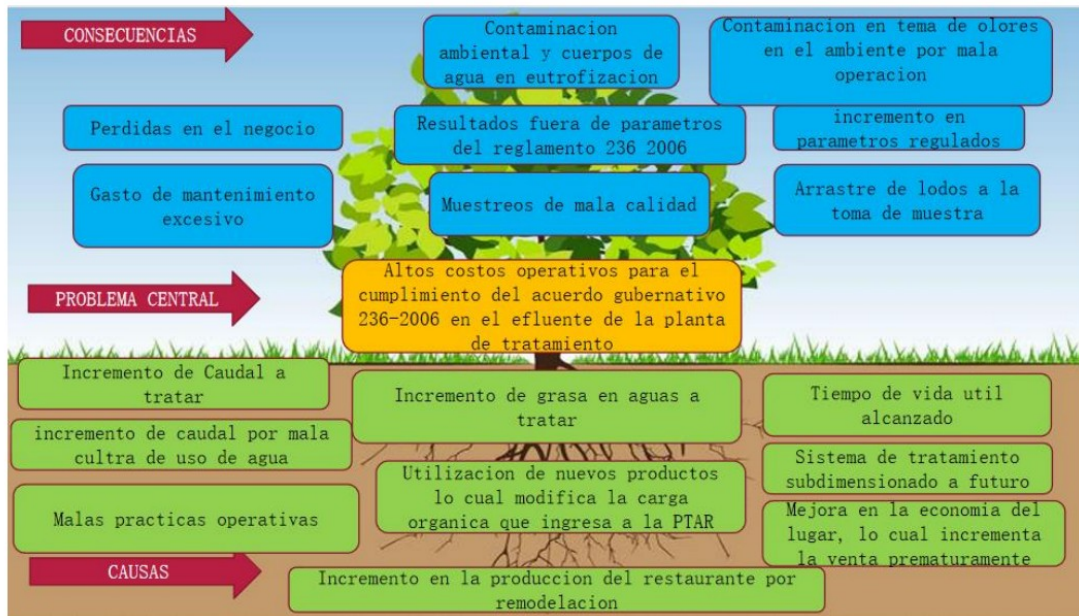 CONSECUENCIAS
Contaminacion
ambiental y cuerpos de
agua en eutrofizacion
Contaminacion en tema de olores
en el ambiente por mala
operacion
Perdidas en el negocio
Resultados fuera de parametros
del reglamento 236 2006
incremento en
parametros regulados
Gasto de mantenimiento
excesivo
Muestreos de mala calidad
Arrastre de lodos a la
toma de muestra
PROBLEMA CENTRAL
Altos costos operativos para el
cumplimiento del acuerdo gubernativo
236-2006 en el efluente de la planta
de tratamiento
Incremento de Caudal a
tratar
Incremento de grasa en aguas a
tratar
Tiempo de vida util
alcanzado
incremento de caudal por mala
cultra de uso de agua
Utilizacion de nuevos productos
lo cual modifica la carga
organica que ingresa a la PTAR
Sistema de tratamiento
subdimensionado a futuro
Malas practicas operativas
Mejora en la economia del
lugar, lo cual incrementa
la venta prematuramente
CAUSAS
Incremento en la produccion del restaurante por
remodelacion